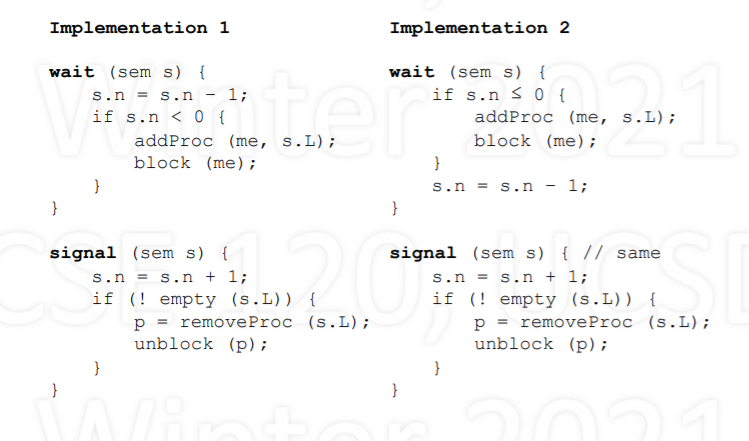 Implementation 1
wait (sem s) {
s.n = s.n - 1;
if s.n < 0 {
addProc (me, s.L);
block (me);
}
}
signal (sem s) {
s.n = s.n + 1;
if (! empty (s.L)) {
p = removeProc (s.L);
unblock (p);
}
}
Implementation 2
wait (sem s) {
if s.n ≤ 0 {
addProc (me, s.L);
block (me);
}
s.n = s.n - 1;
}
signal (sem s) { // same
s.n = s.n + 1;
if (! empty (s.L)) {
p = removeProc (s.L);
unblock (p);
}
}
Winter 2021
CSE 120, UCSD
Winter 2021